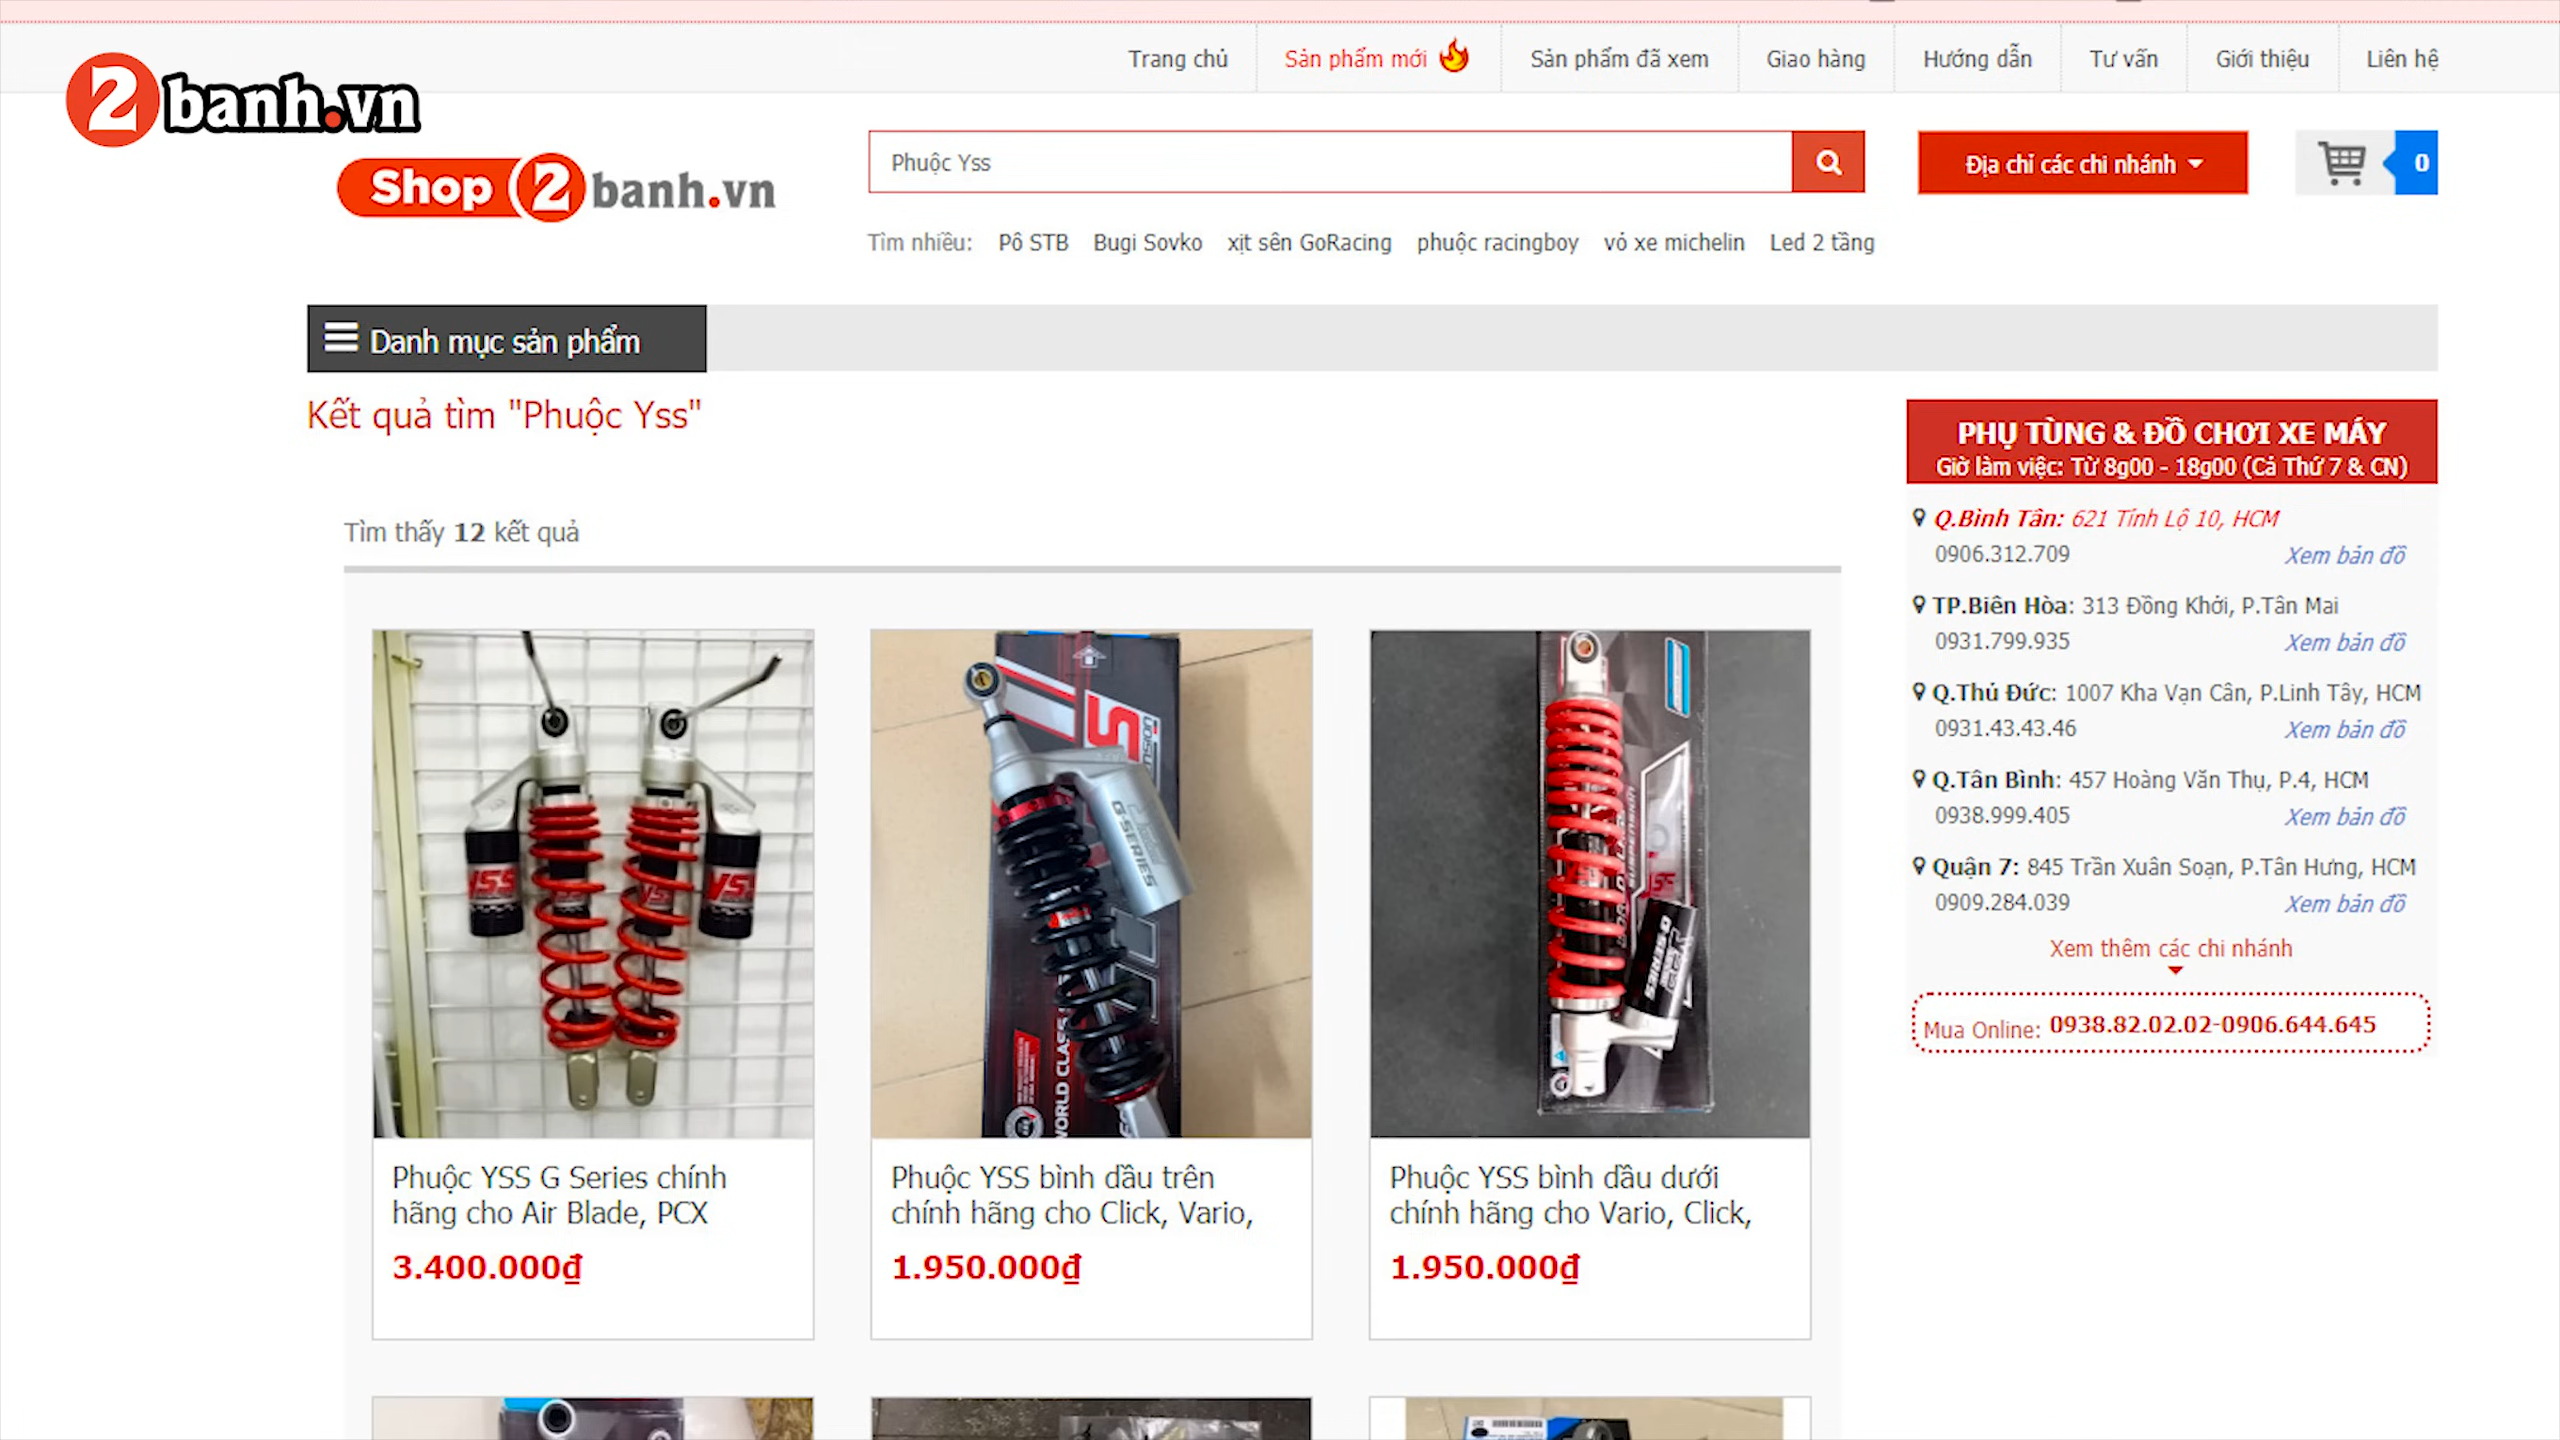 Trang chủ
Sản phẩm mới
Sản phẩm đã xem
Giao hàng
Hướng dẫn
Tư vấn
Giới thiệu
Liên hệ
2banh.vn
Shop 2banh.vn
Phuộc Yss
Địa chỉ các chi nhánh
0
Tìm nhiều: Pô STB Bugi Sovko xịt sên GoRacing phuộc racingboy vỏ xe michelin Led 2 tầng
Danh mục sản phẩm
Kết quả tìm "Phuộc Yss"
Tìm thấy 12 kết quả
YSS
YSS
YSS
G-SERIES
WORLD CLASS
G-SERIES
Phuộc YSS G Series chính
hãng cho Air Blade, PCX
3.400.000₫
Phuộc YSS bình dầu trên
chính hãng cho Click, Vario,
1.950.000₫
Phuộc YSS bình dầu dưới
chính hãng cho Vario, Click,
1.950.000₫
PHỤ TÙNG & ĐỒ CHƠI XE MÁY
Giờ làm việc: Từ 8g00 - 18g00 (Cả Thứ 7 & CN)
Q.Bình Tân: 621 Tỉnh Lộ 10, HCM
0906.312.709 Xem bản đồ
TP.Biên Hòa: 313 Đồng Khởi, P.Tân Mai
0931.799.935 Xem bản đồ
Q.Thủ Đức: 1007 Kha Vạn Cân, P.Linh Tây, HCM
0931.43.43.46 Xem bản đồ
Q.Tân Bình: 457 Hoàng Văn Thụ, P.4, HCM
0938.999.405 Xem bản đồ
Quận 7: 845 Trần Xuân Soạn, P.Tân Hưng, HCM
0909.284.039 Xem bản đồ
Xem thêm các chi nhánh
Mua Online: 0938.82.02.02-0906.644.645